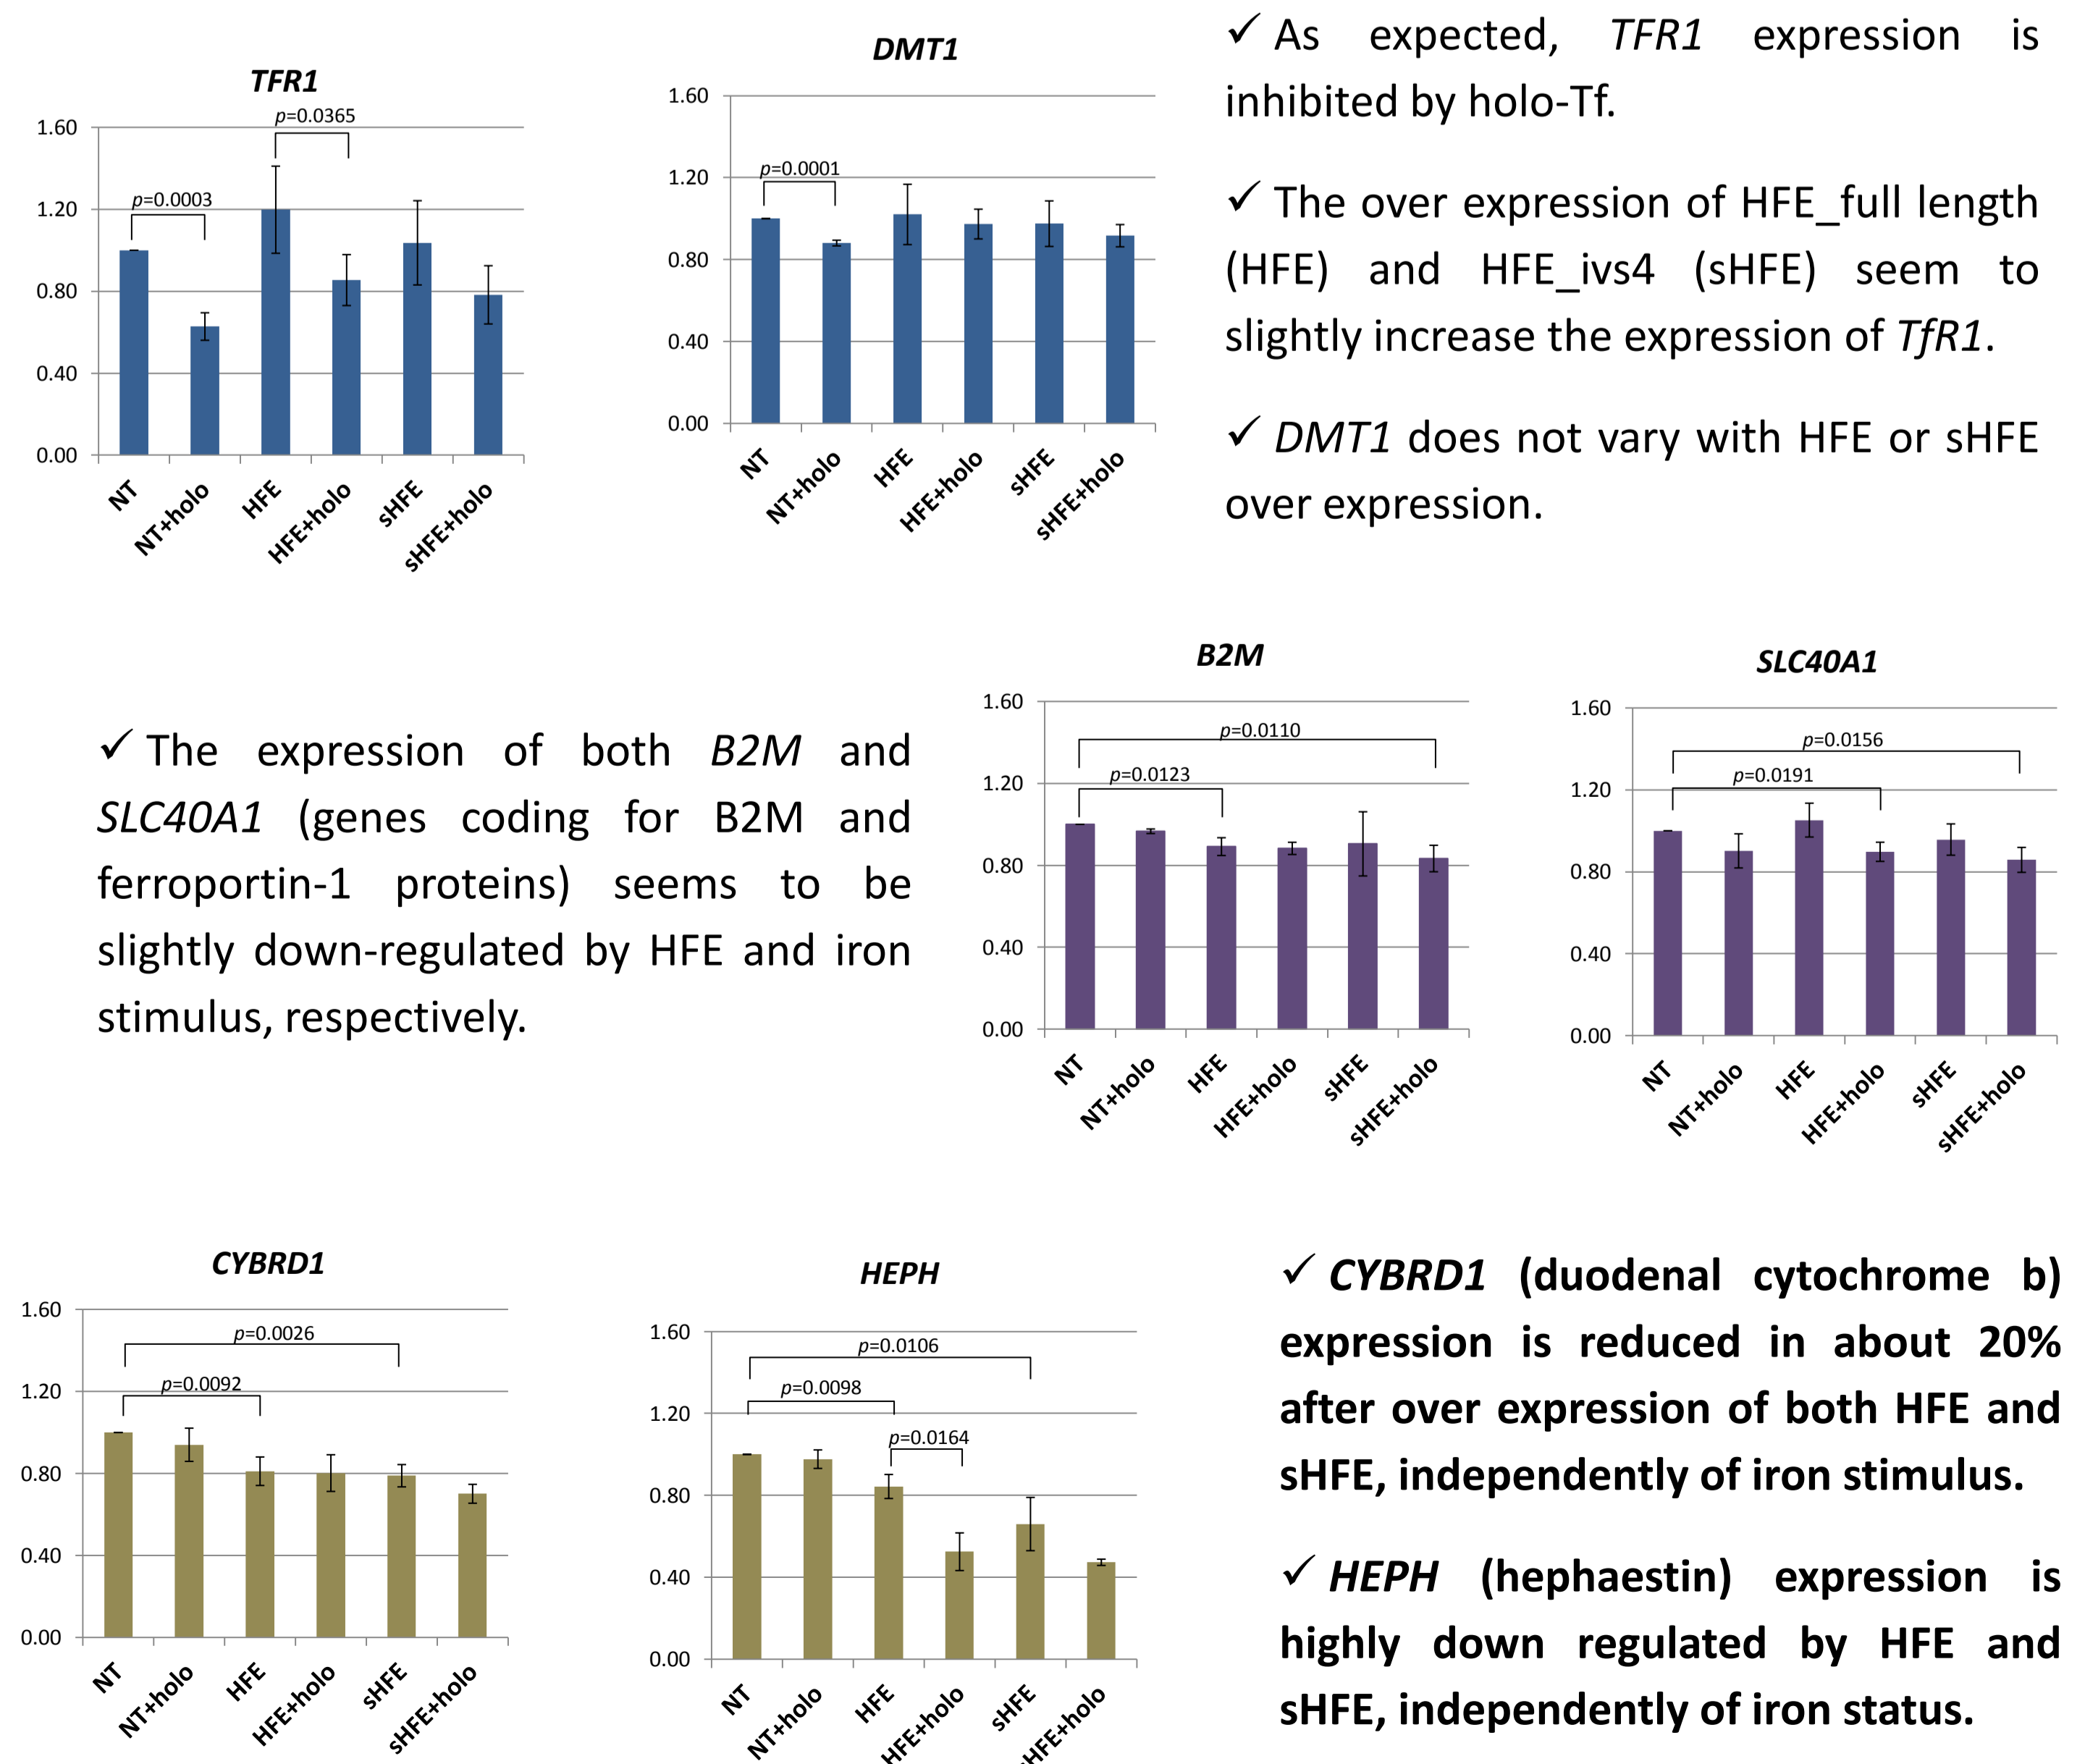 TFR1
p=0.0365
p=0.0003
1.60
1.20
0.80
0.40
0.00
NT
NT+holo
HFE
HFE+holo
sHFE
sHFE+holo
DMT1
p=0.0001
1.60
1.20
0.80
0.40
0.00
NT
NT+holo
HFE
HFE+holo
sHFE
sHFE+holo
✓ As expected, TFR1 expression is
inhibited by holo-Tf.
✓ The over expression of HFE_full length
(HFE) and HFE_ivs4 (sHFE) seem to
slightly increase the expression of TfR1.
✓ DMT1 does not vary with HFE or sHFE
over expression.
✓ The expression of both B2M and
SLC40A1 (genes coding for B2M and
ferroportin-1 proteins) seems to be
slightly down-regulated by HFE and iron
stimulus, respectively.
B2M
p=0.0110
p=0.0123
1.60
1.20
0.80
0.40
0.00
NT
NT+holo
HFE
HFE+holo
sHFE
sHFE+holo
SLC40A1
p=0.0156
p=0.0191
1.60
1.20
0.80
0.40
0.00
NT
NT+holo
HFE
HFE+holo
sHFE
sHFE+holo
CYBRD1
p=0.0026
p=0.0092
1.60
1.20
0.80
0.40
0.00
NT
NT+holo
HFE
HFE+holo
sHFE
sHFE+holo
HEPH
p=0.0106
p=0.0098
p=0.0164
1.60
1.20
0.80
0.40
0.00
NT
NT+holo
HFE
HFE+holo
sHFE
sHFE+holo
✓ CYBRD1 (duodenal cytochrome b)
expression is reduced in about 20%
after over expression of both HFE and
sHFE, independently of iron stimulus.
✓ HEPH (hephaestin) expression is
highly down regulated by HFE and
sHFE, independently of iron status.